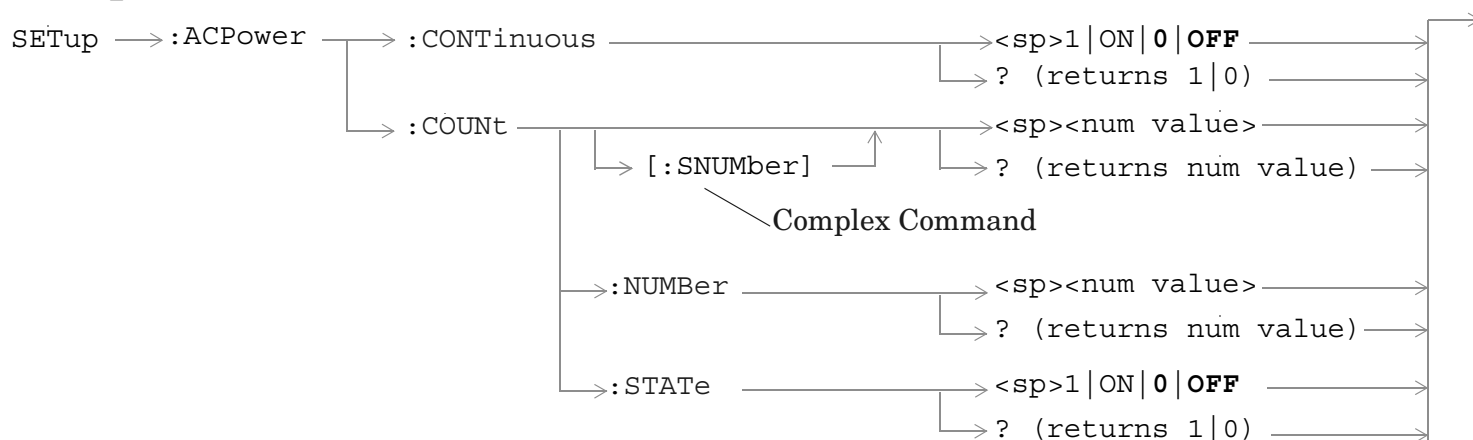 SETup :ACPower :CONTinuous <sp>1|ON|0|OFF
? (returns 1|0)
:COUNt <sp><num value>
[:SNUMber] ? (returns num value)
Complex Command
:NUMBer <sp><num value>
? (returns num value)
:STATe <sp>1|ON|0|OFF
? (returns 1|0)